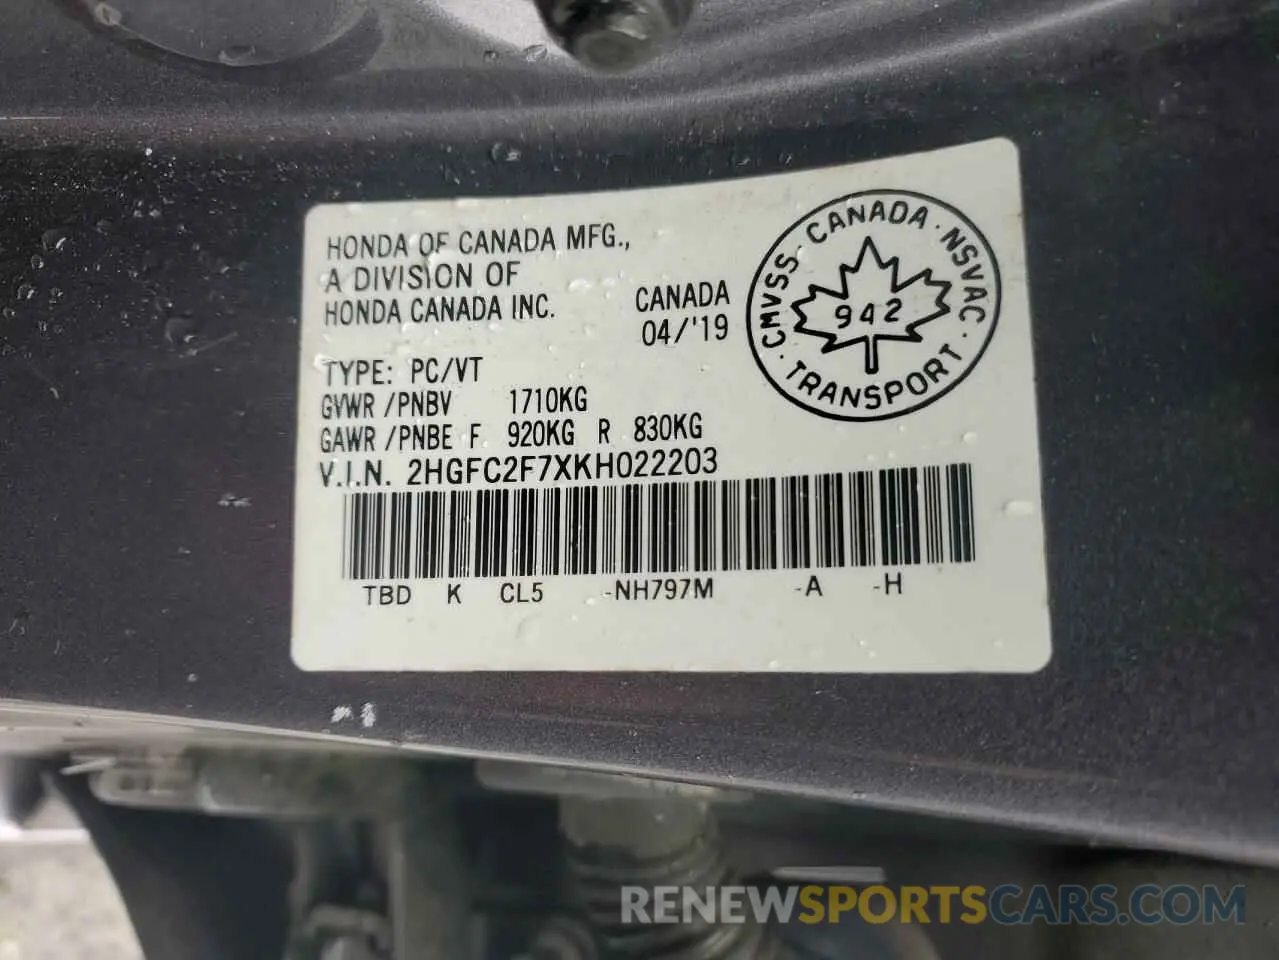 HONDA OF CANADA MFG.,
A DIVISION OF
HONDA CANADA INC.
CANADA
04/'19
CMVSS · CANADA · NSVAC · TRANSPORT ·
942
TYPE: PC/VT
GVWR / PNBV 1710KG
GAWR / PNBE F 920KG R 830KG
V.I.N. 2HGFC2F7XKH022203
TBD K CL5 -NH797M -A -H
RENEWSPORTSCARS.COM